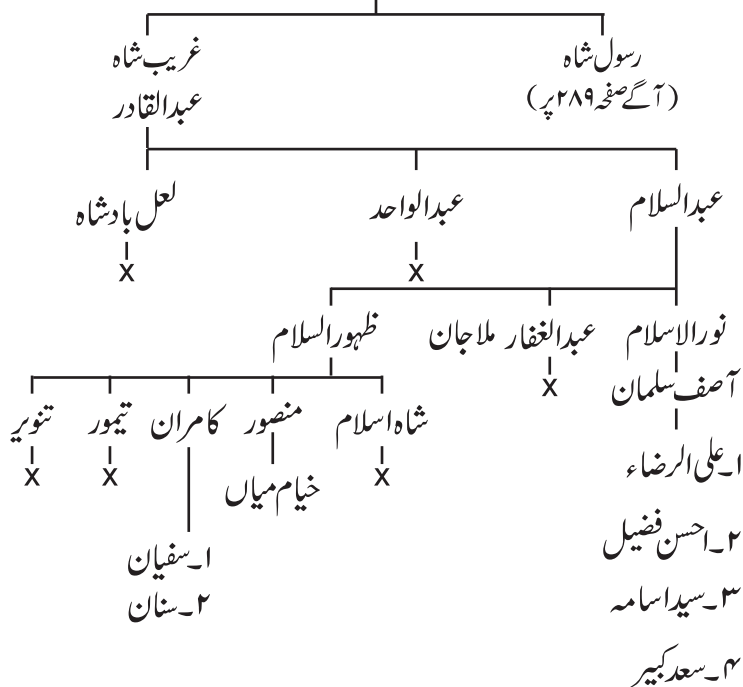 رسول شاہ
غریب شاہ
(آگے صفحہ ۲۸۹ پر)
عبدالقادر
عبدالسلام
عبدالواحد
لعل بادشاہ
X
X
نورالاسلام
عبدالغفار ملا جان
ظہورالسلام
آصف سلمان
X
شاہ اسلام
منصور
کامران
تیمور
تنویر
X
خیام میاں
X
X
۱۔علی الرضاء
۲۔احسن فضیل
۳۔سید اسامہ
۴۔سعد کبیر
۱۔سفیان
۲۔سنان